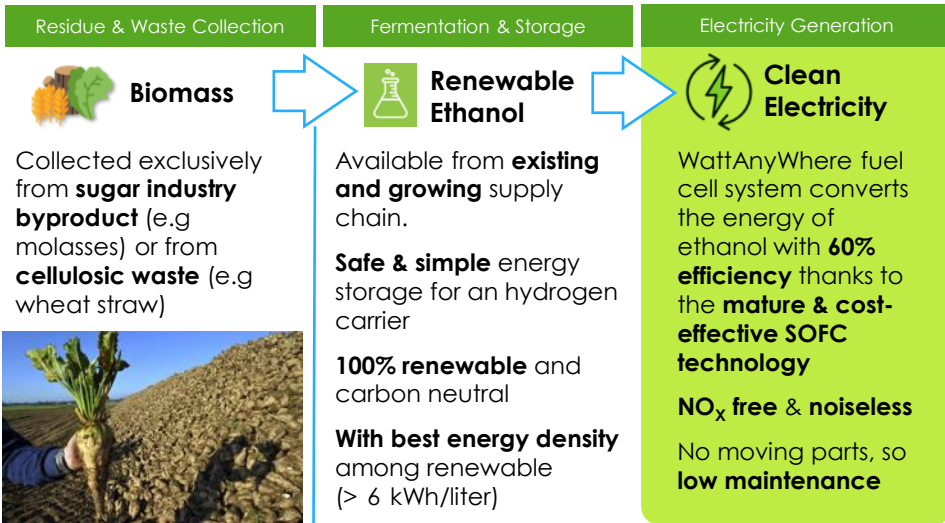 Residue & Waste Collection
Biomass
Collected exclusively
from sugar industry
byproduct (e.g
molasses) or from
cellulosic waste (e.g
wheat straw)
Fermentation & Storage
Renewable
Ethanol
Available from existing
and growing supply
chain.
Safe & simple energy
storage for an hydrogen
carrier
100% renewable and
carbon neutral
With best energy density
among renewable
(> 6 kWh/liter)
Electricity Generation
Clean
Electricity
WattAnyWhere fuel
cell system converts
the energy of
ethanol with 60%
efficiency thanks to
the mature & cost-
effective SOFC
technology
NOX free & noiseless
No moving parts, so
low maintenance